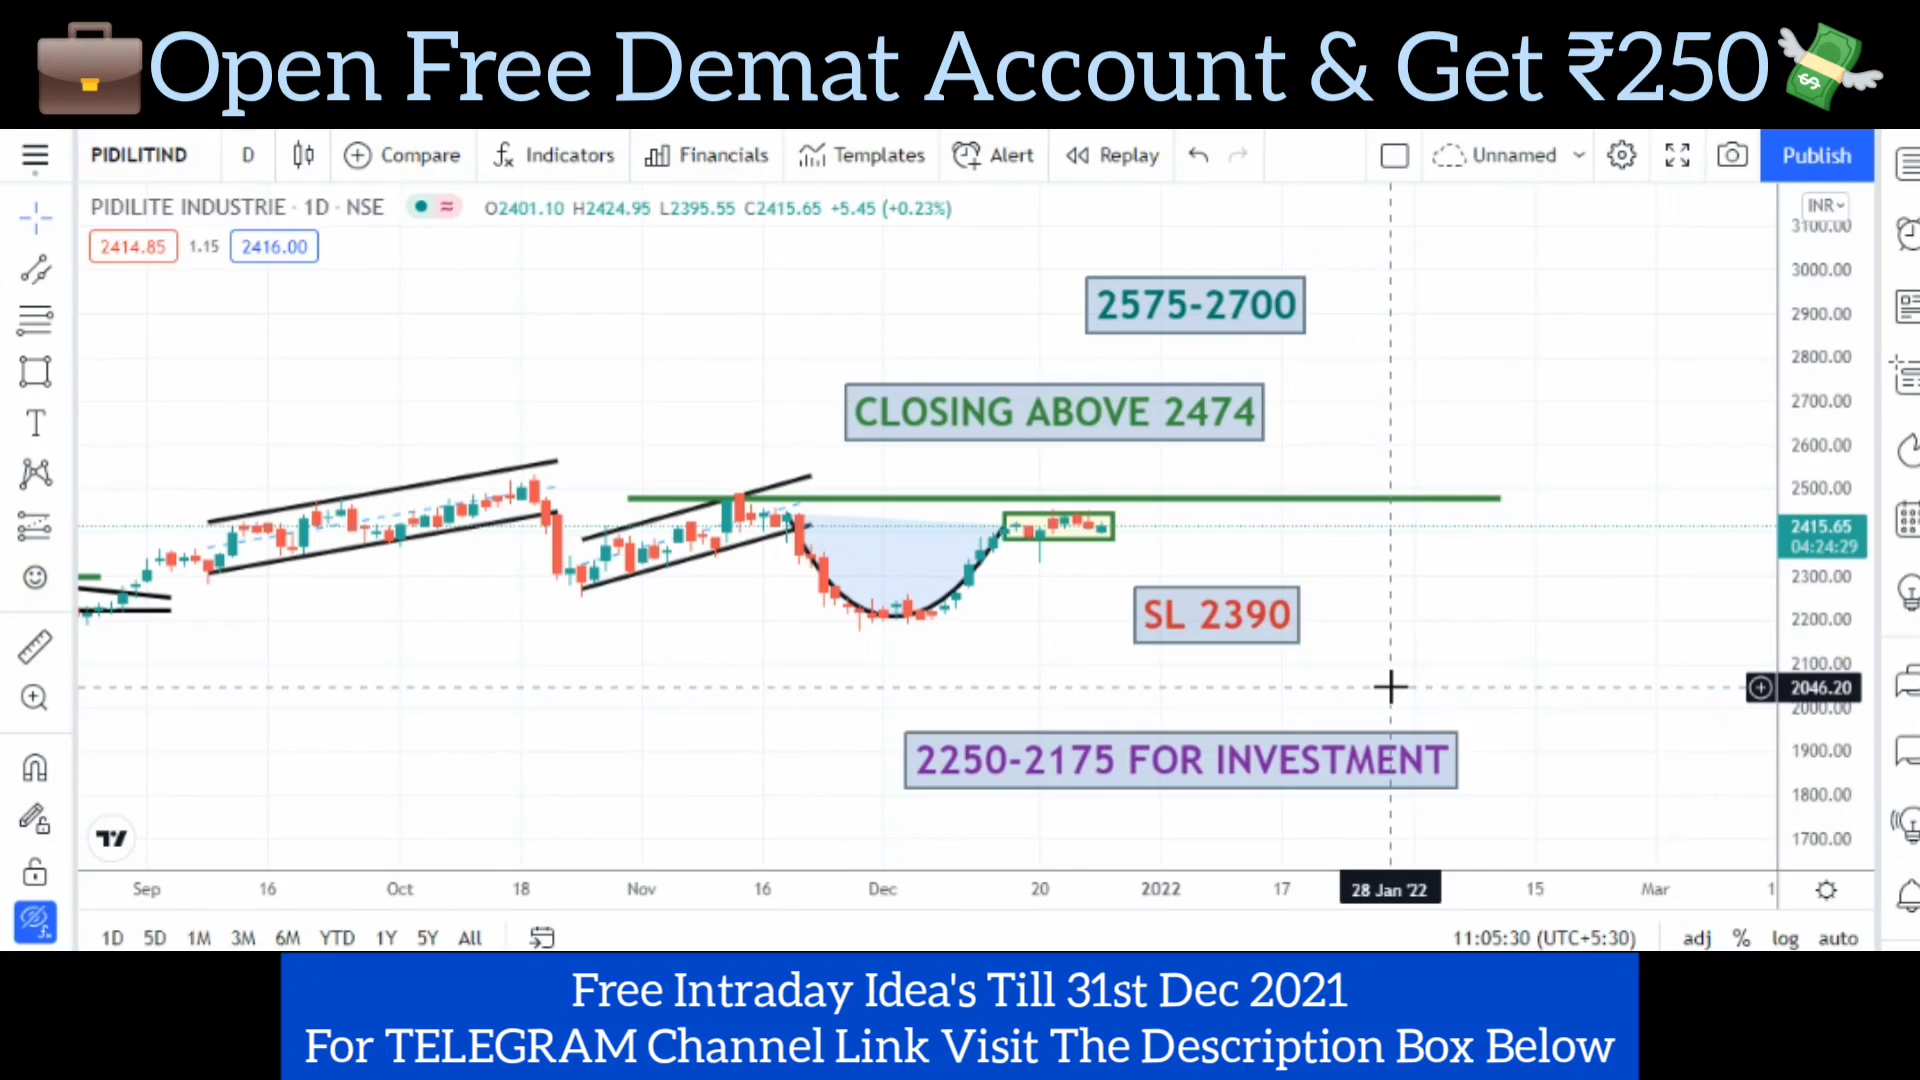 Open Free Demat Account & Get ₹250
PIDILITIND D Compare Indicators Financials Templates Alert Replay Unnamed Publish
PIDILITE INDUSTRIE · 1D · NSE O2401.10 H2424.95 L2395.55 C2415.65 +5.45 (+0.23%)
INR
2414.85 1.15 2416.00
3100.00
3000.00
2575-2700
2900.00
2800.00
CLOSING ABOVE 2474
2700.00
2600.00
2500.00
2415.65
04:24:29
2300.00
SL 2390
2200.00
2100.00
2046.20
2000.00
2250-2175 FOR INVESTMENT
1900.00
1800.00
1700.00
Sep 16 Oct 18 Nov 16 Dec 20 2022 17 28 Jan '22 15 Mar 1
1D 5D 1M 3M 6M YTD 1Y 5Y All 11:05:30 (UTC+5:30) adj % log auto
Free Intraday Idea's Till 31st Dec 2021
For TELEGRAM Channel Link Visit The Description Box Below